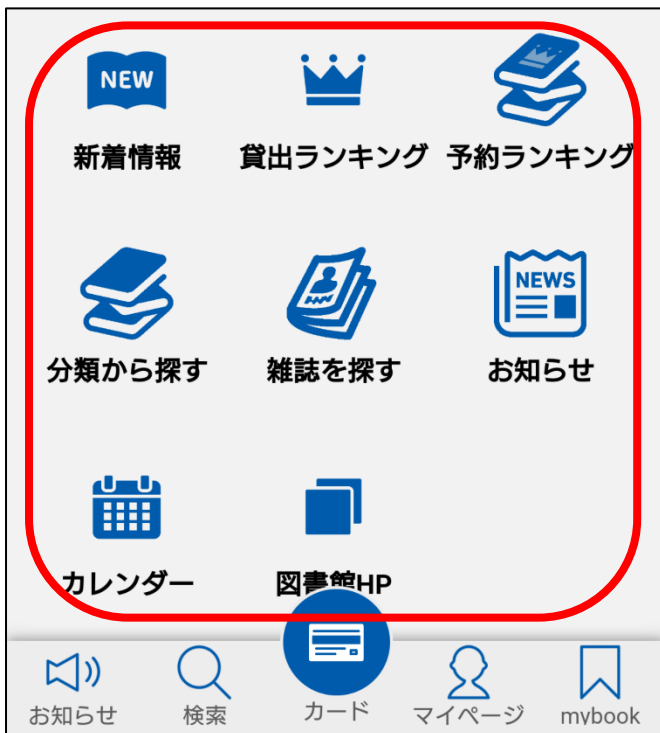 NEW
新着情報 貸出ランキング 予約ランキング
NEWS
分類から探す 雑誌を探す お知らせ
カレンダー 図書館HP
お知らせ 検索 カード マイページ mybook